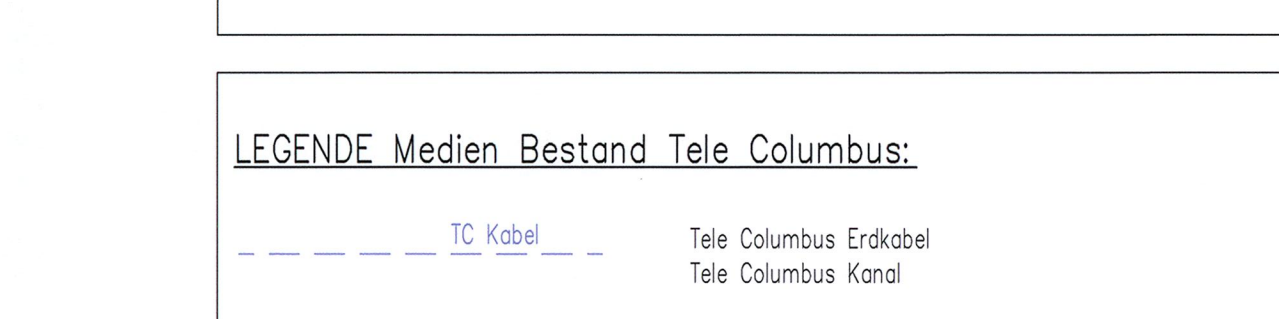 LEGENDE Medien Bestand Tele Columbus:
TC Kabel
Tele Columbus Erdkabel
Tele Columbus Kanal